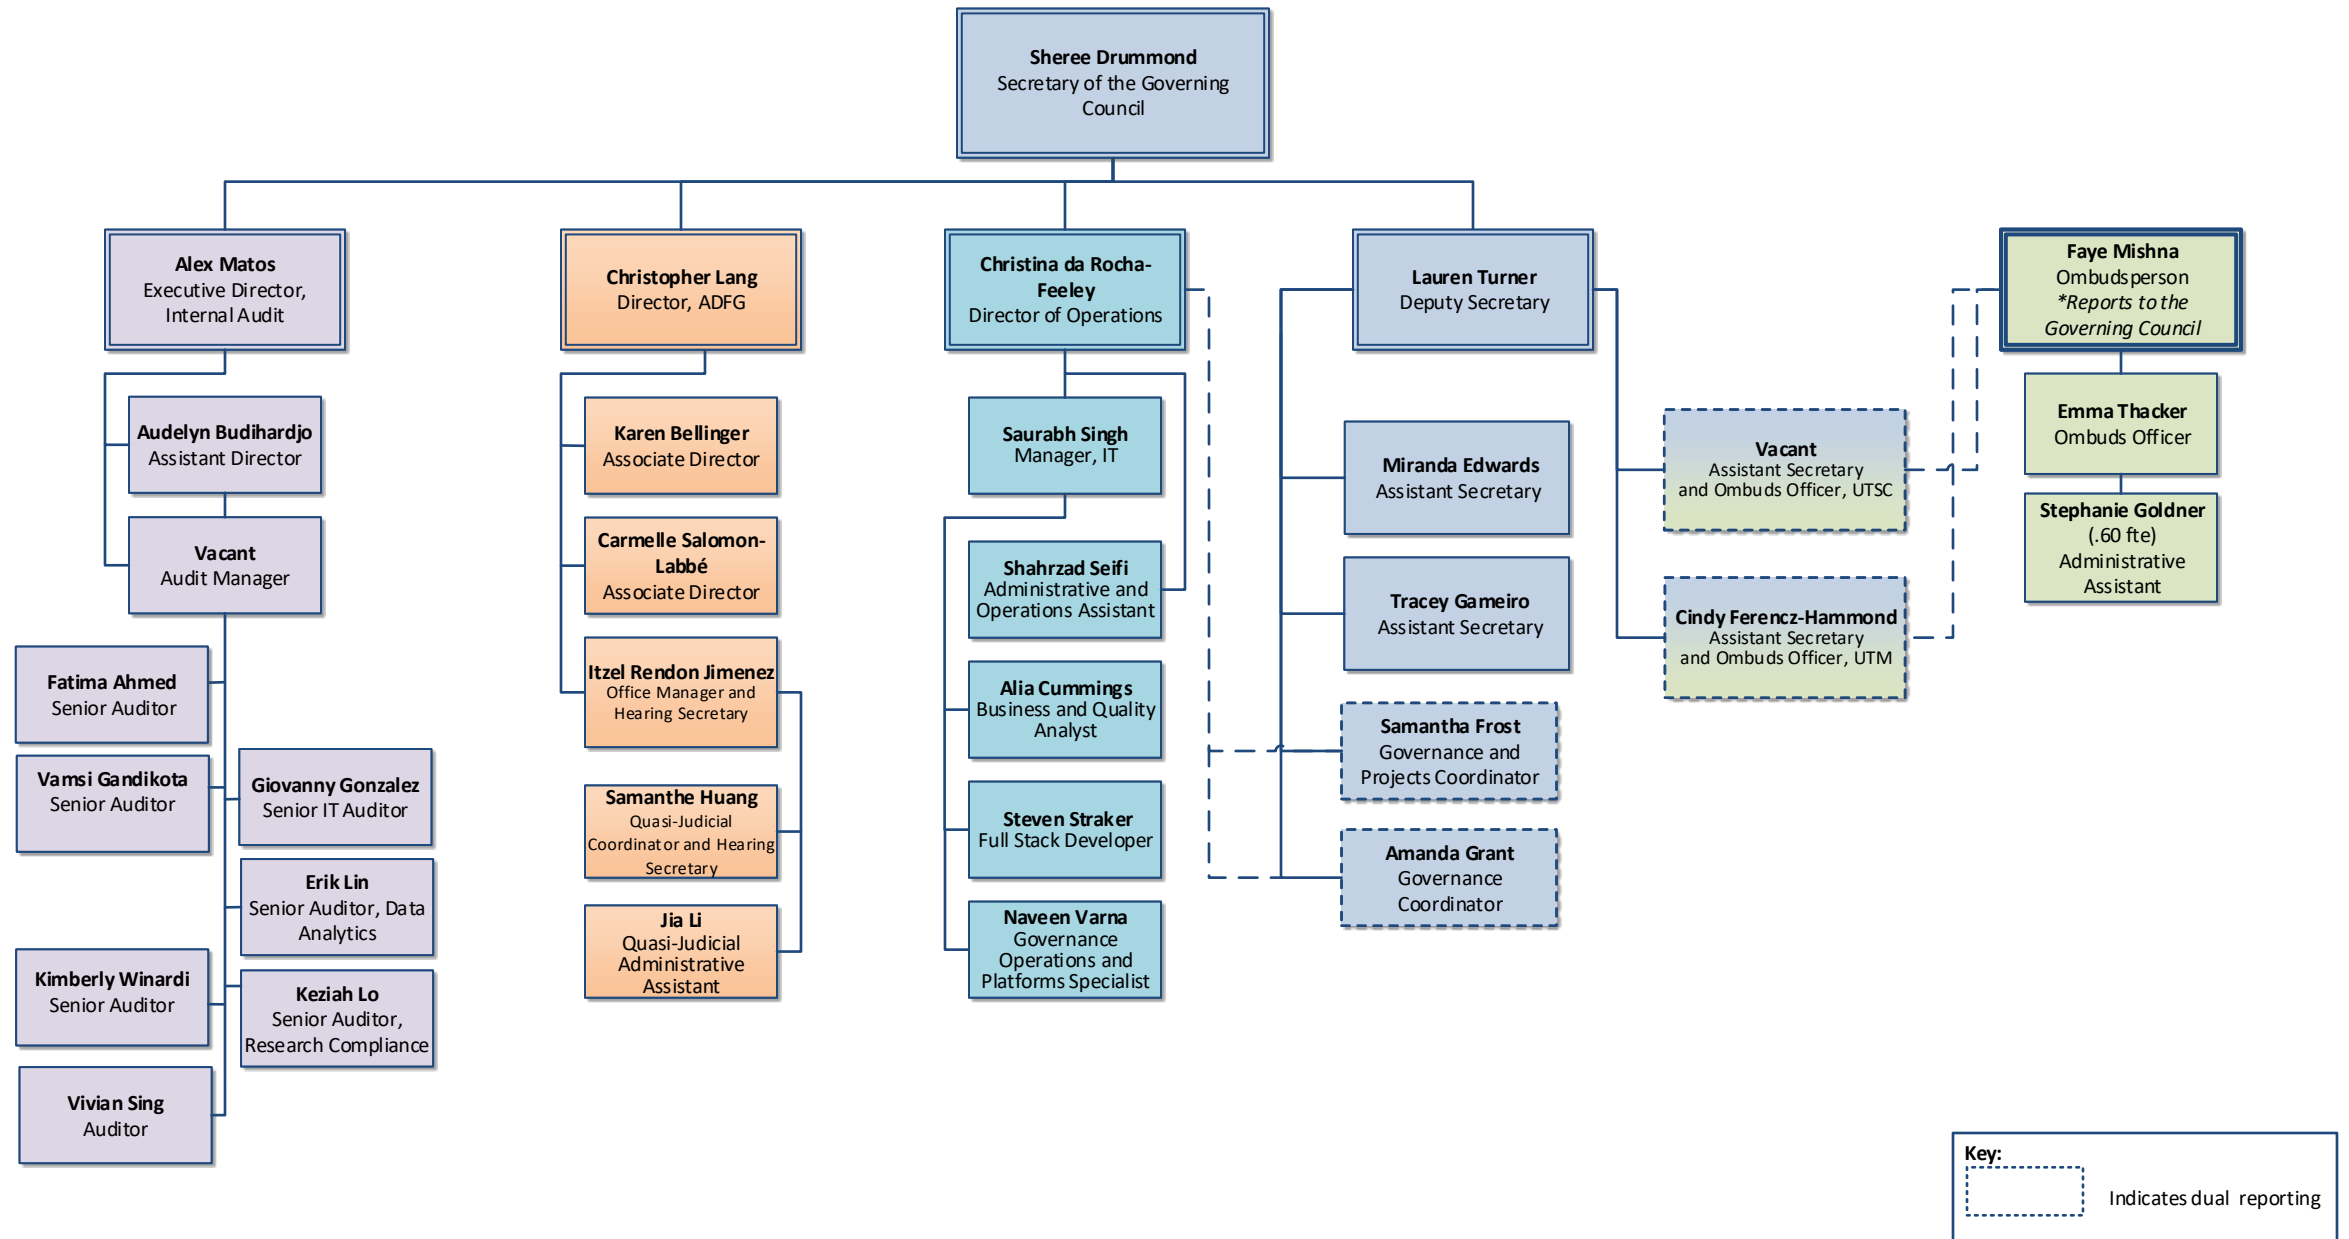 Sheree Drummond
Secretary of the Governing
Council
Alex Matos
Executive Director,
Internal Audit
Audelyn Budihardjo
Assistant Director
Vacant
Audit Manager
Fatima Ahmed
Senior Auditor
Vamsi Gandikota
Senior Auditor
Giovanny Gonzalez
Senior IT Auditor
Erik Lin
Senior Auditor, Data
Analytics
Kimberly Winardi
Senior Auditor
Keziah Lo
Senior Auditor,
Research Compliance
Vivian Sing
Auditor
Christopher Lang
Director, ADFG
Karen Bellinger
Associate Director
Carmelle Salomon-
Labbé
Associate Director
Itzel Rendon Jimenez
Office Manager and
Hearing Secretary
Samanthe Huang
Quasi-Judicial
Coordinator and Hearing
Secretary
Jia Li
Quasi-Judicial
Administrative
Assistant
Christina da Rocha-
Feeley
Director of Operations
Saurabh Singh
Manager, IT
Shahrzad Seifi
Administrative and
Operations Assistant
Alia Cummings
Business and Quality
Analyst
Steven Straker
Full Stack Developer
Naveen Varna
Governance
Operations and
Platforms Specialist
Lauren Turner
Deputy Secretary
Miranda Edwards
Assistant Secretary
Tracey Gameiro
Assistant Secretary
Samantha Frost
Governance and
Projects Coordinator
Amanda Grant
Governance
Coordinator
Vacant
Assistant Secretary
and Ombuds Officer, UTSC
Cindy Ferencz-Hammond
Assistant Secretary
and Ombuds Officer, UTM
Faye Mishna
Ombudsperson
*Reports to the
Governing Council
Emma Thacker
Ombuds Officer
Stephanie Goldner
(.60 fte)
Administrative
Assistant
Key:
Indicates dual reporting